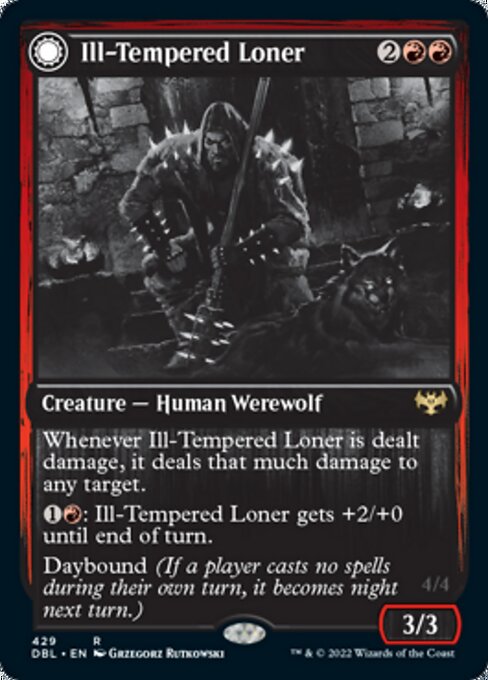 Ill-Tempered Loner 2
Creature — Human Werewolf
Whenever Ill-Tempered Loner is dealt
damage, it deals that much damage to
any target.
1: Ill-Tempered Loner gets +2/+0
until end of turn.
Daybound (If a player casts no spells
during their own turn, it becomes night
next turn.)
4/4
3/3
429 R
DBL • EN Grzegorz Rutkowski
™ & © 2022 Wizards of the Coast